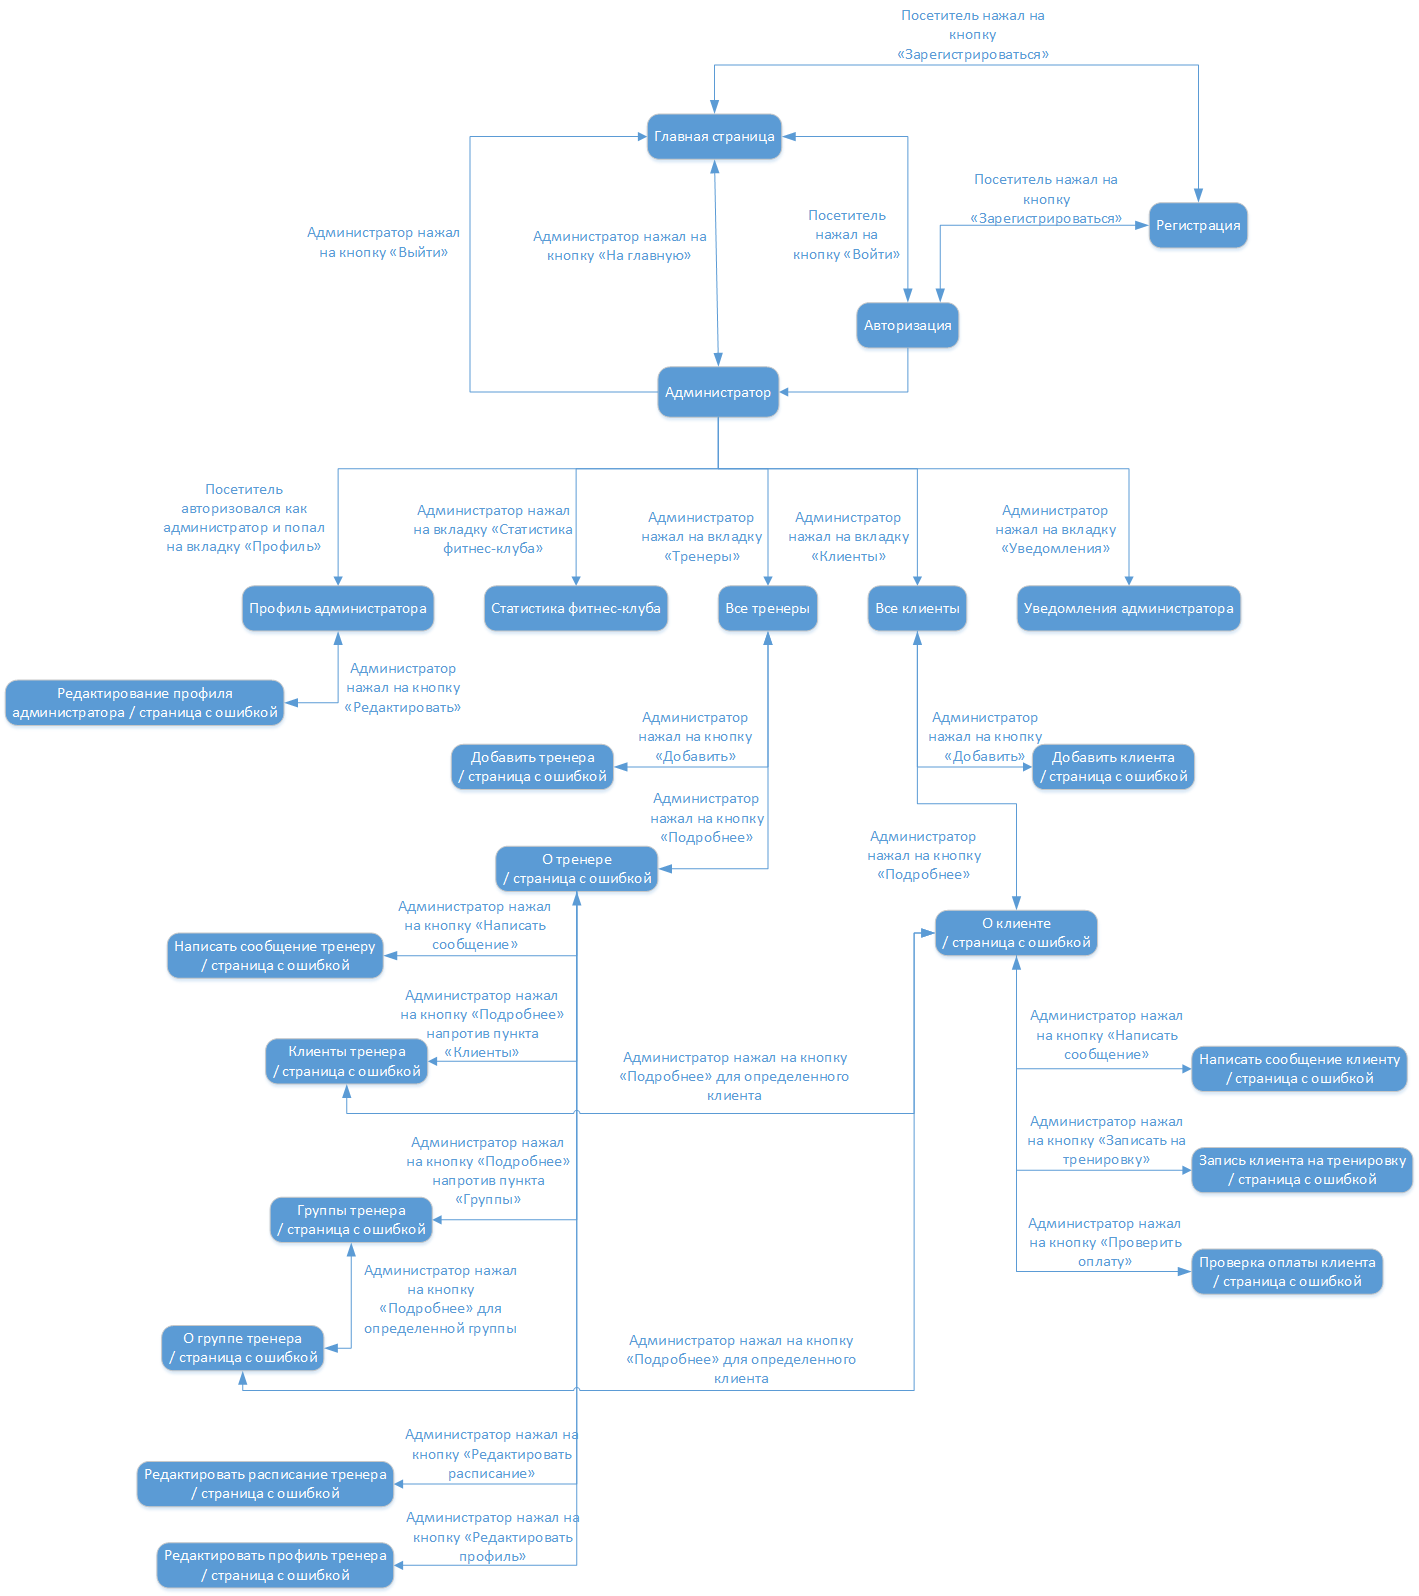 Посетитель нажал на
кнопку
«Зарегистрироваться»
Главная страница
Посетитель нажал на
кнопку
«Зарегистрироваться»
Регистрация
Администратор нажал
на кнопку «Выйти»
Администратор нажал на
кнопку «На главную»
Посетитель
нажал на
кнопку «Войти»
Авторизация
Администратор
Посетитель
авторизовался как
администратор и попал
на вкладку «Профиль»
Администратор нажал
на вкладку «Статистика
фитнес-клуба»
Администратор
нажал на вкладку
«Тренеры»
Администратор
нажал на вкладку
«Клиенты»
Администратор
нажал на вкладку
«Уведомления»
Профиль администратора
Статистика фитнес-клуба
Все тренеры
Все клиенты
Уведомления администратора
Администратор
нажал на кнопку
«Редактировать»
Редактирование профиля
администратора / страница с ошибкой
Администратор
нажал на кнопку
«Добавить»
Добавить тренера
/ страница с ошибкой
Администратор
нажал на кнопку
«Добавить»
Добавить клиента
/ страница с ошибкой
Администратор
нажал на кнопку
«Подробнее»
О тренере
/ страница с ошибкой
Администратор
нажал на кнопку
«Подробнее»
О клиенте
/ страница с ошибкой
Администратор нажал
на кнопку «Написать
сообщение»
Написать сообщение тренеру
/ страница с ошибкой
Администратор нажал
на кнопку «Подробнее»
напротив пункта
«Клиенты»
Клиенты тренера
/ страница с ошибкой
Администратор нажал на кнопку
«Подробнее» для определенного
клиента
Администратор нажал
на кнопку «Написать
сообщение»
Написать сообщение клиенту
/ страница с ошибкой
Администратор нажал
на кнопку «Записать на
тренировку»
Запись клиента на тренировку
/ страница с ошибкой
Администратор нажал
на кнопку «Подробнее»
напротив пункта
«Группы»
Группы тренера
/ страница с ошибкой
Администратор нажал
на кнопку «Проверить
оплату»
Проверка оплаты клиента
/ страница с ошибкой
Администратор нажал
на кнопку
«Подробнее» для
определенной группы
О группе тренера
/ страница с ошибкой
Администратор нажал на кнопку
«Подробнее» для определенного
клиента
Администратор нажал на
кнопку «Редактировать
расписание»
Редактировать расписание тренера
/ страница с ошибкой
Администратор нажал на
кнопку «Редактировать
профиль»
Редактировать профиль тренера
/ страница с ошибкой